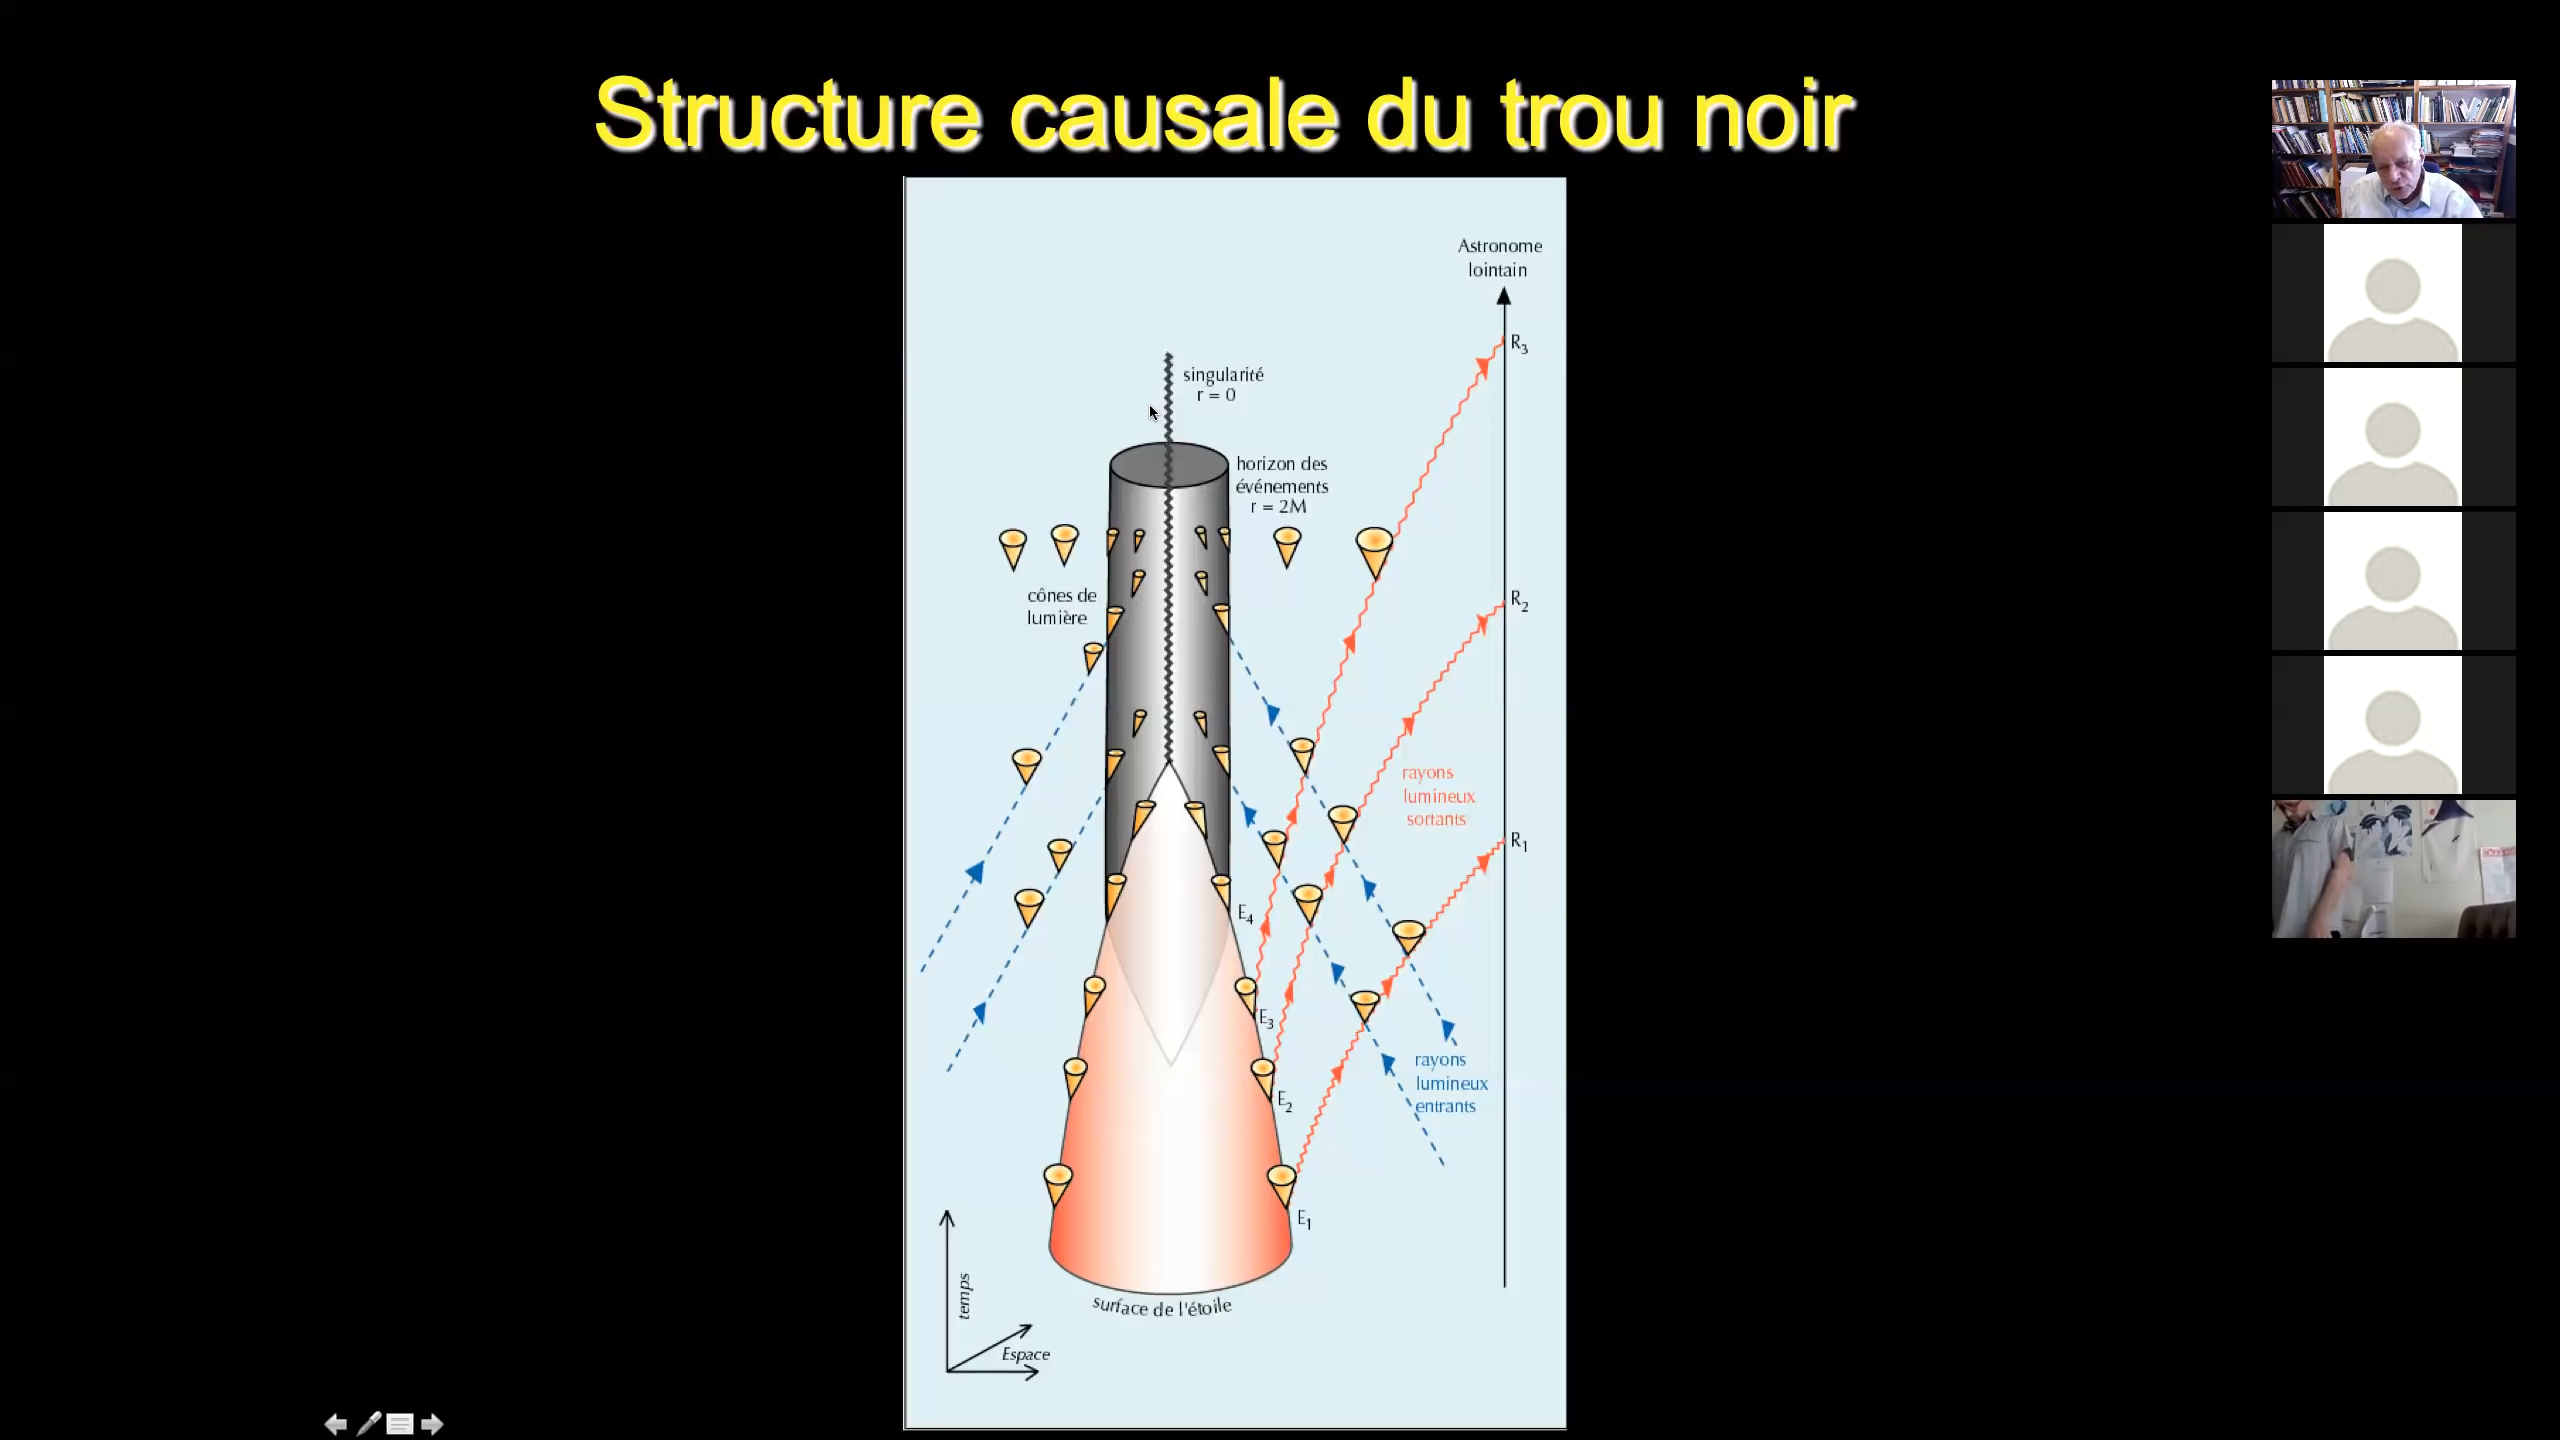 Structure causale du trou noir
Astronome
lointain
R3
singularité
r = 0
horizon des
événements
r = 2M
cônes de
lumière
R2
rayons
lumineux
sortants
R1
E4
E3
rayons
lumineux
entrants
E2
E1
surface de l'étoile
temps
Espace